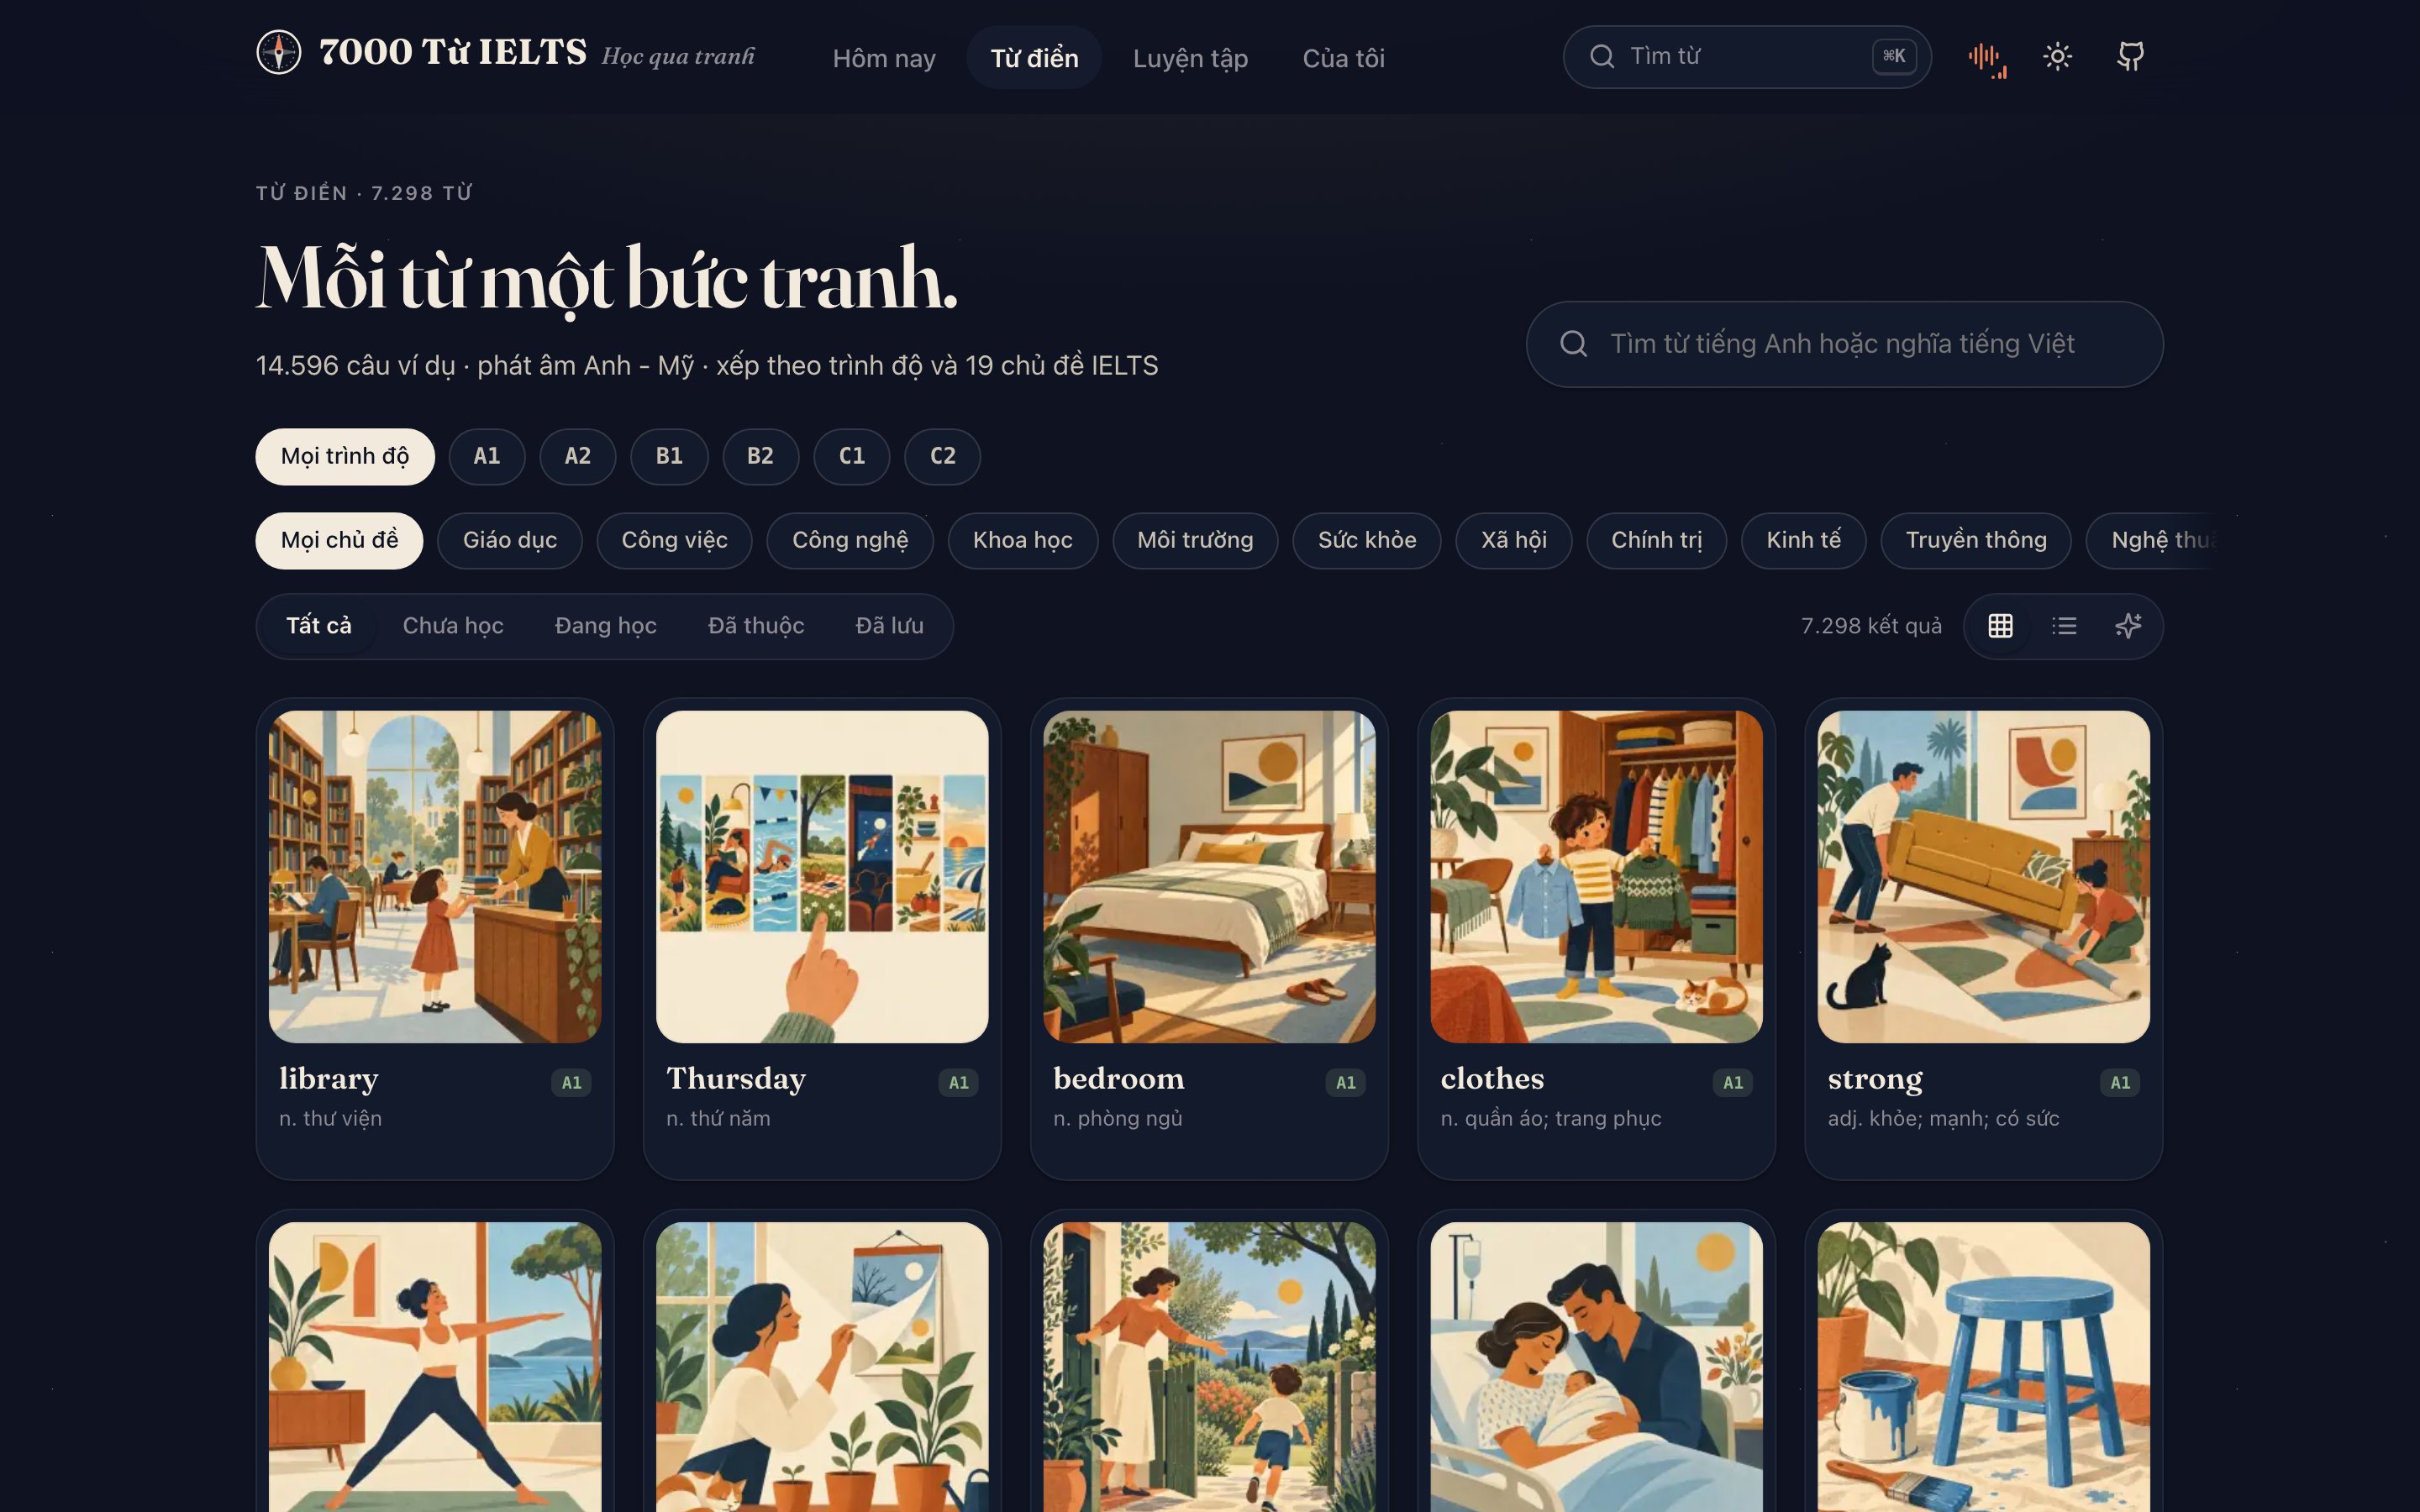 7000 Từ IELTS Học qua tranh Hôm nay Từ điển Luyện tập Của tôi Tìm từ ⌘K
TỪ ĐIỂN · 7.298 TỪ
Mỗi từ một bức tranh.
14.596 câu ví dụ · phát âm Anh - Mỹ · xếp theo trình độ và 19 chủ đề IELTS
Tìm từ tiếng Anh hoặc nghĩa tiếng Việt
Mọi trình độ A1 A2 B1 B2 C1 C2
Mọi chủ đề Giáo dục Công việc Công nghệ Khoa học Môi trường Sức khỏe Xã hội Chính trị Kinh tế Truyền thông Nghệ
Tất cả Chưa học Đang học Đã thuộc Đã lưu 7.298 kết quả
library A1
n. thư viện
Thursday A1
n. thứ năm
bedroom A1
n. phòng ngủ
clothes A1
n. quần áo; trang phục
strong A1
adj. khỏe; mạnh; có sức